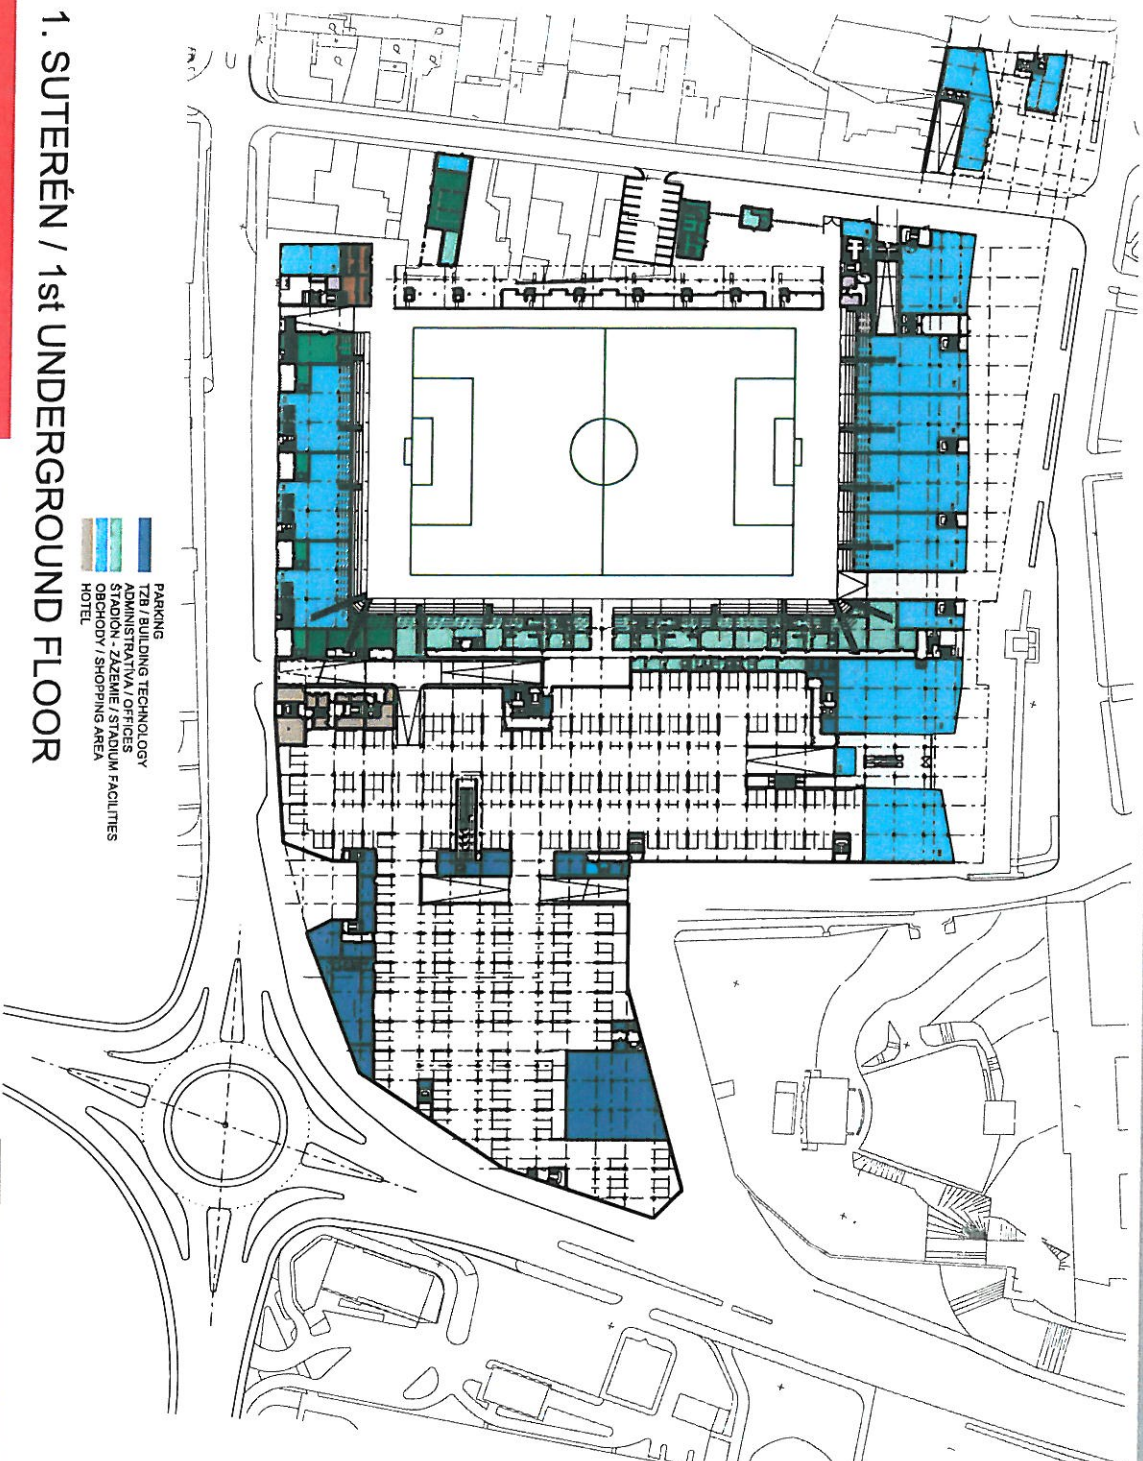 1. SUTERÉN / 1st UNDERGROUND FLOOR
PARKING
TZB / BUILDING TECHNOLOGY
ADMINISTRATÍVA / OFFICES
ŠTADIÓN - ZÁZEMIE / STADIUM FACILITIES
OBCHODY / SHOPPING AREA
HOTEL